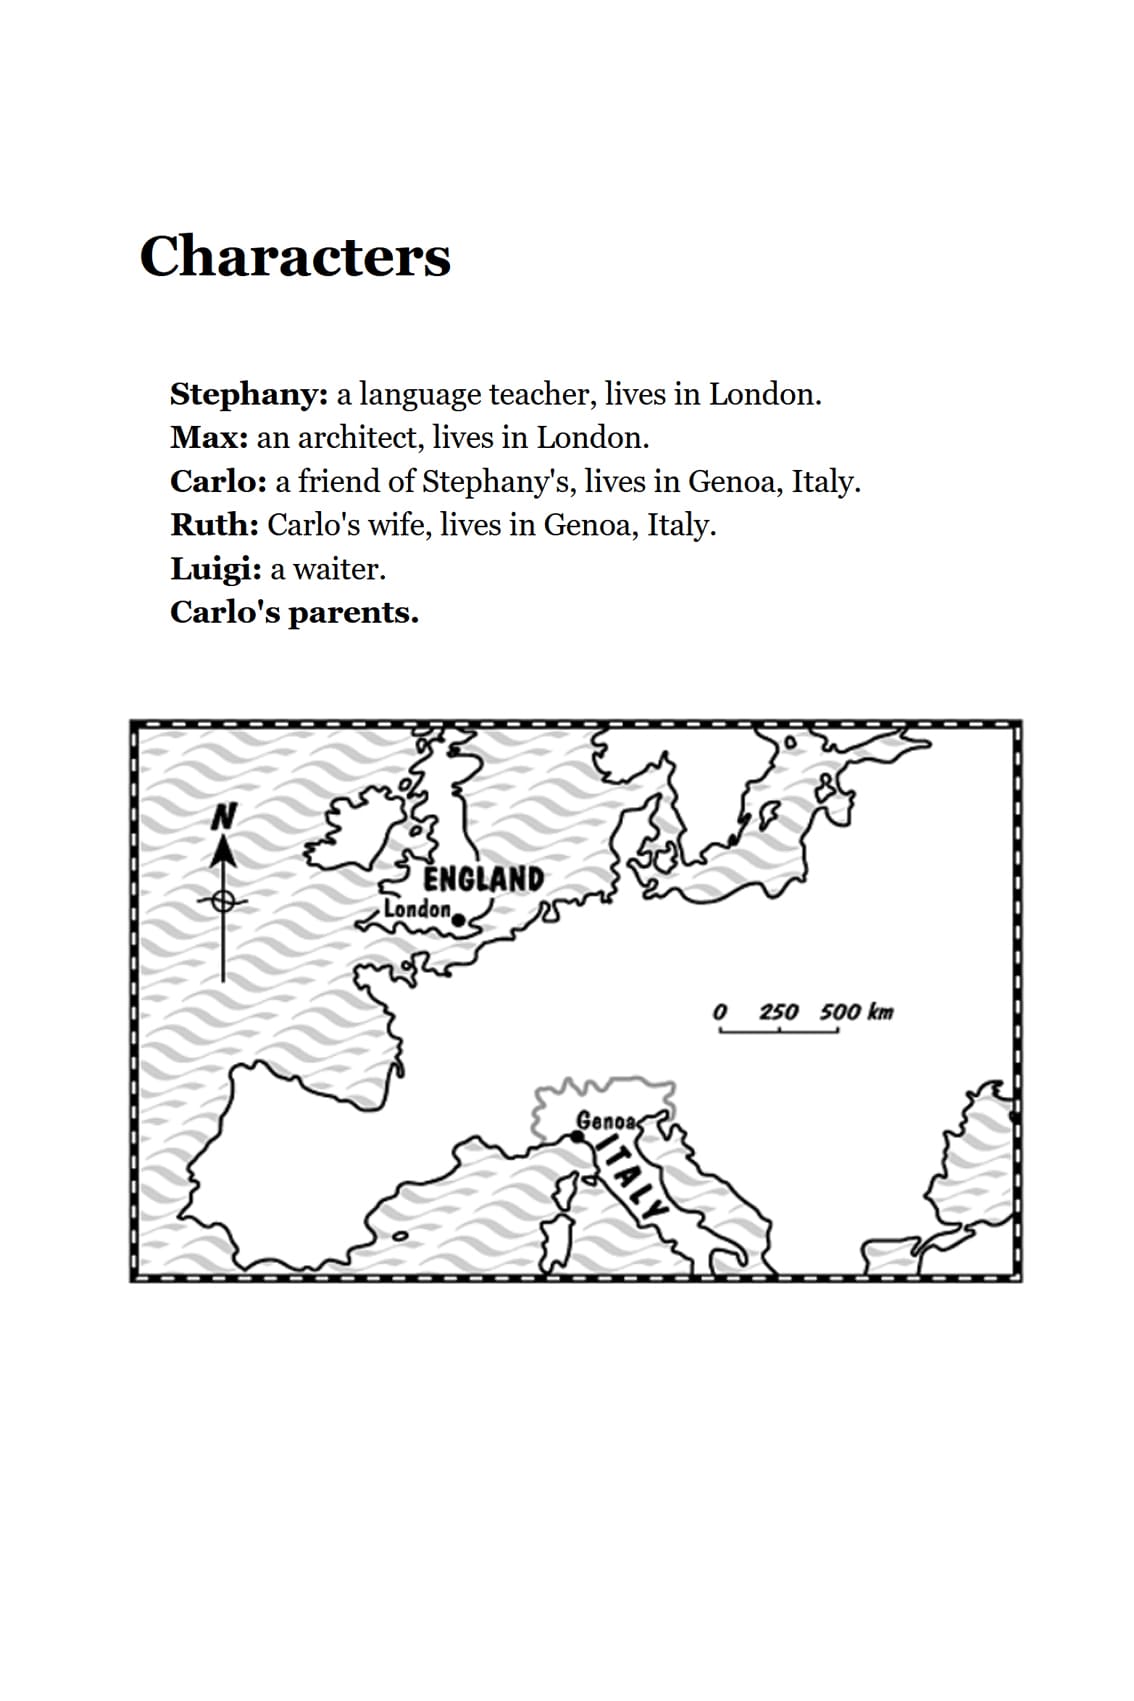 Characters
Stephany: a language teacher, lives in London.
Max: an architect, lives in London.
Carlo: a friend of Stephany's, lives in Genoa, Italy.
Ruth: Carlo's wife, lives in Genoa, Italy.
Luigi: a waiter.
Carlo's parents.
N
ENGLAND
London
0 250 500 km
Genoa
ITALY